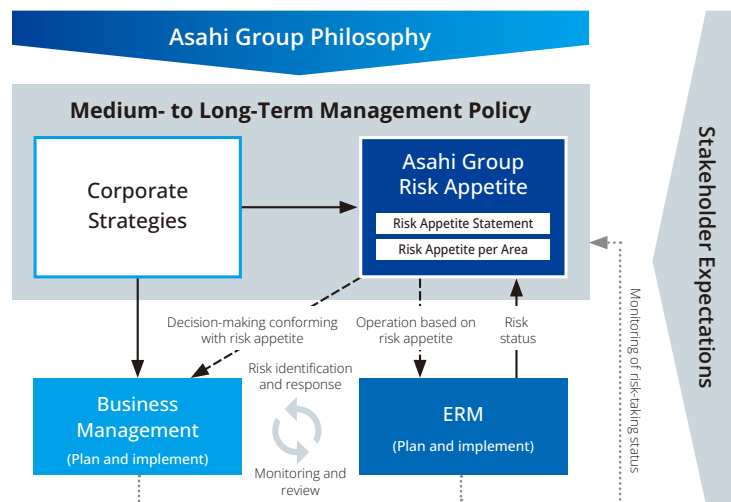 Asahi Group Philosophy
Medium- to Long-Term Management Policy
Corporate
Strategies
Asahi Group
Risk Appetite
Risk Appetite Statement
Risk Appetite per Area
Stakeholder Expectations
Monitoring of risk-taking status
Decision-making conforming
with risk appetite
Operation based on
risk appetite
Risk
status
Risk identification
and response
Business
Management
(Plan and implement)
ERM
(Plan and implement)
Monitoring and
review